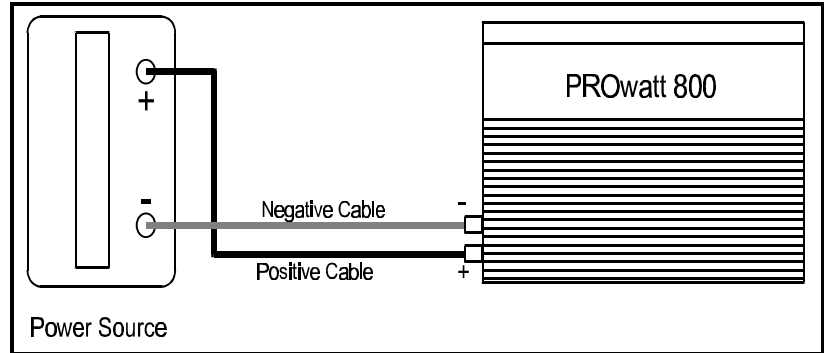 PROwatt 800
+
-
Negative Cable
-
Positive Cable
+
Power Source